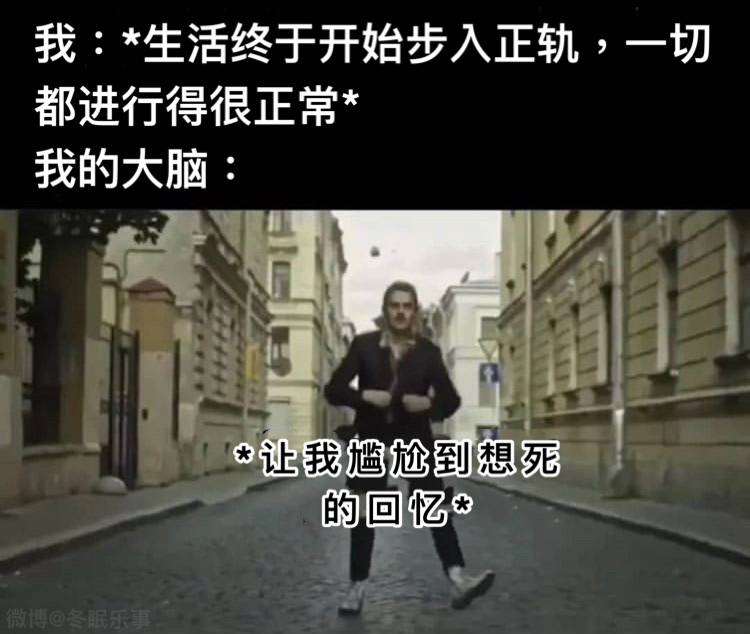 我：*生活终于开始步入正轨，一切
都进行得很正常*
我的大脑：
*让我尴尬到想死
的回忆*
微博@冬眠乐事